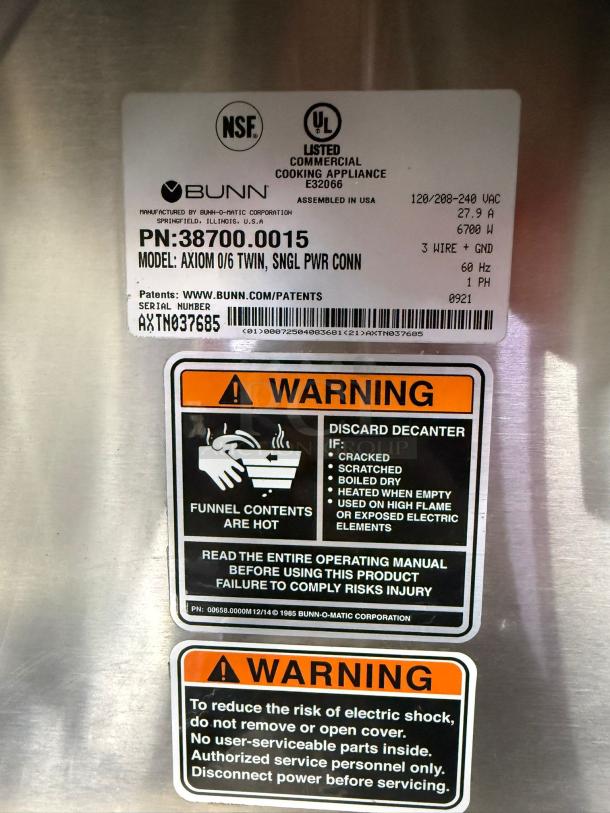 NSF.
UL
LISTED
COMMERCIAL
COOKING APPLIANCE
E32066
BUNN
ASSEMBLED IN USA
MANUFACTURED BY BUNN-O-MATIC CORPORATION
SPRINGFIELD, ILLINOIS, U.S.A
PN:38700.0015
MODEL: AXIOM 0/6 TWIN, SNGL PWR CONN
120/208-240 VAC
27.9 A
6700 W
3 WIRE + GND
60 Hz
1 PH
0921
Patents: WWW.BUNN.COM/PATENTS
SERIAL NUMBER
AXTN037685
(01)00072504083681(21)AXTN037685
WARNING
FUNNEL CONTENTS
ARE HOT
DISCARD DECANTER
IF:
• CRACKED
• SCRATCHED
• BOILED DRY
• HEATED WHEN EMPTY
• USED ON HIGH FLAME
OR EXPOSED ELECTRIC
ELEMENTS
READ THE ENTIRE OPERATING MANUAL
BEFORE USING THIS PRODUCT
FAILURE TO COMPLY RISKS INJURY
PN: 00658.0000M 12/14 © 1985 BUNN-O-MATIC CORPORATION
WARNING
To reduce the risk of electric shock,
do not remove or open cover.
No user-serviceable parts inside.
Authorized service personnel only.
Disconnect power before servicing.